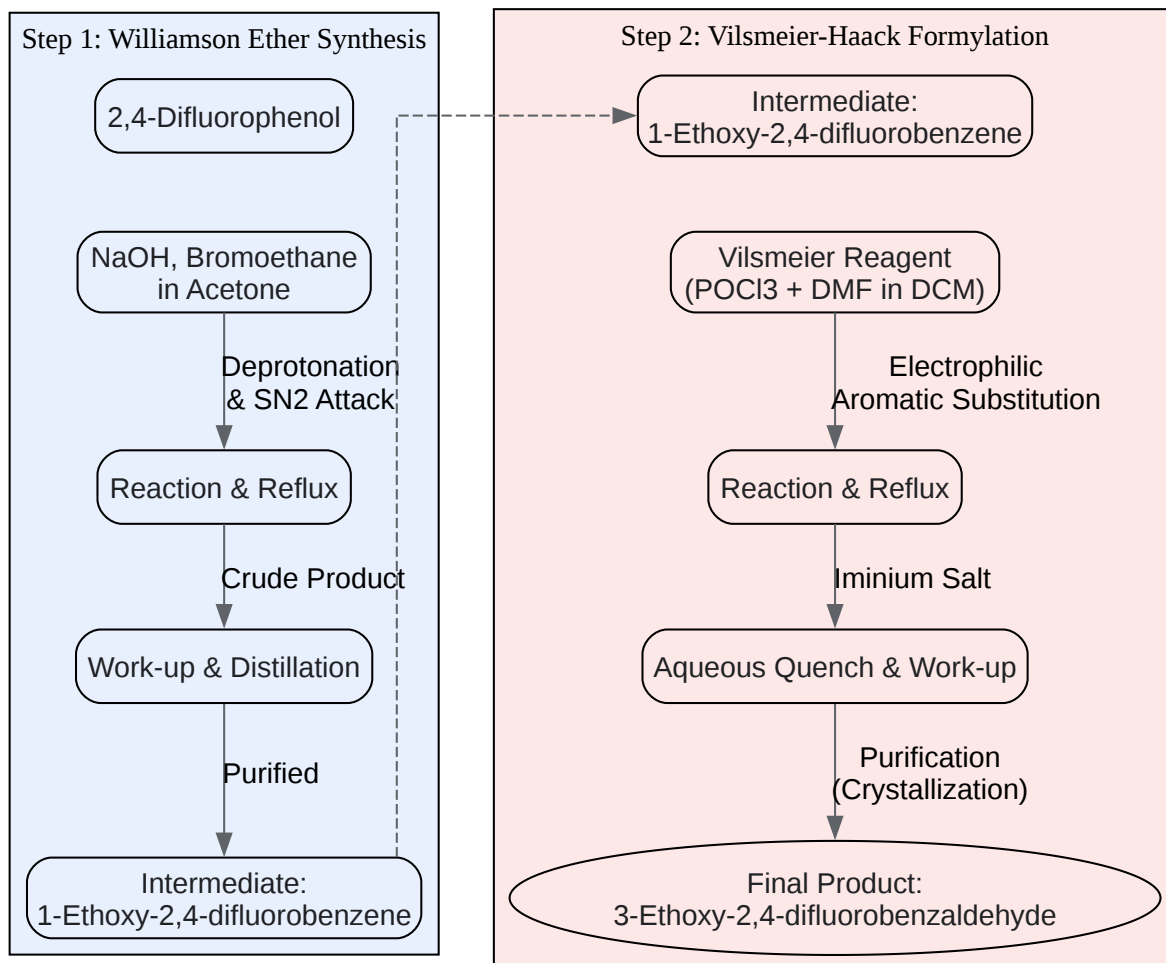 Step 1: Williamson Ether Synthesis
2,4-Difluorophenol
NaOH, Bromoethane
in Acetone
Deprotonation
& SN2 Attack
Reaction & Reflux
Crude Product
Work-up & Distillation
Purified
Intermediate:
1-Ethoxy-2,4-difluorobenzene
Step 2: Vilsmeier-Haack Formylation
Intermediate:
1-Ethoxy-2,4-difluorobenzene
Vilsmeier Reagent
(POCl3 + DMF in DCM)
Electrophilic
Aromatic Substitution
Reaction & Reflux
Iminium Salt
Aqueous Quench & Work-up
Purification
(Crystallization)
Final Product:
3-Ethoxy-2,4-difluorobenzaldehyde